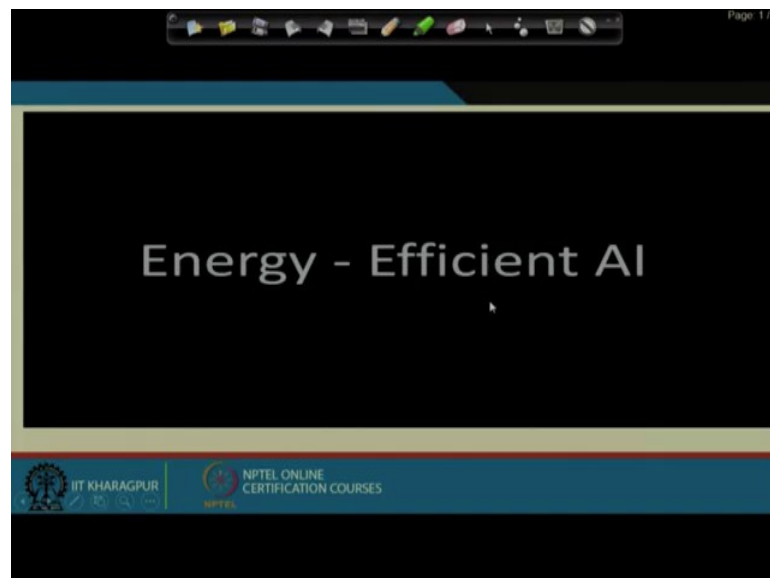 Page 1/
Energy - Efficient AI
IIT KHARAGPUR
NPTEL ONLINE
CERTIFICATION COURSES
NPTEL